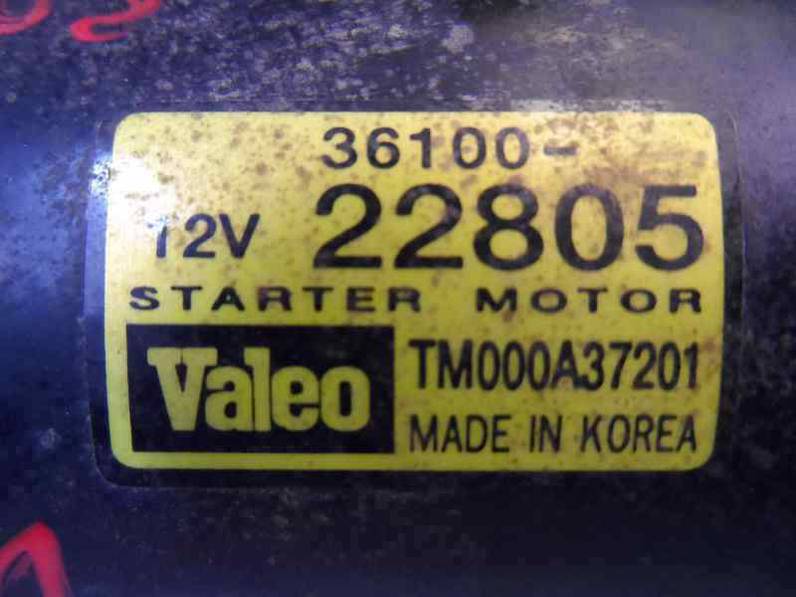 36100-
12V 22805
STARTER MOTOR
Valeo
TM000A37201
MADE IN KOREA